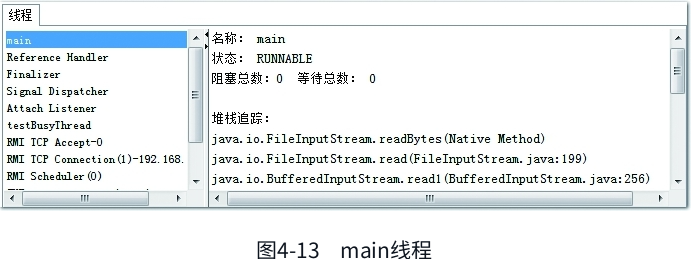 线程
main
Reference Handler
Finalizer
Signal Dispatcher
Attach Listener
testBusyThread
RMI TCP Accept-0
RMI TCP Connection(1)-192.168.
RMI Scheduler(0)
名称： main
状态： RUNNABLE
阻塞总数：0 等待总数： 0
堆栈追踪：
java.io.FileInputStream.readBytes(Native Method)
java.io.FileInputStream.read(FileInputStream.java:199)
java.io.BufferedInputStream.read1(BufferedInputStream.java:256)
图4-13 main线程